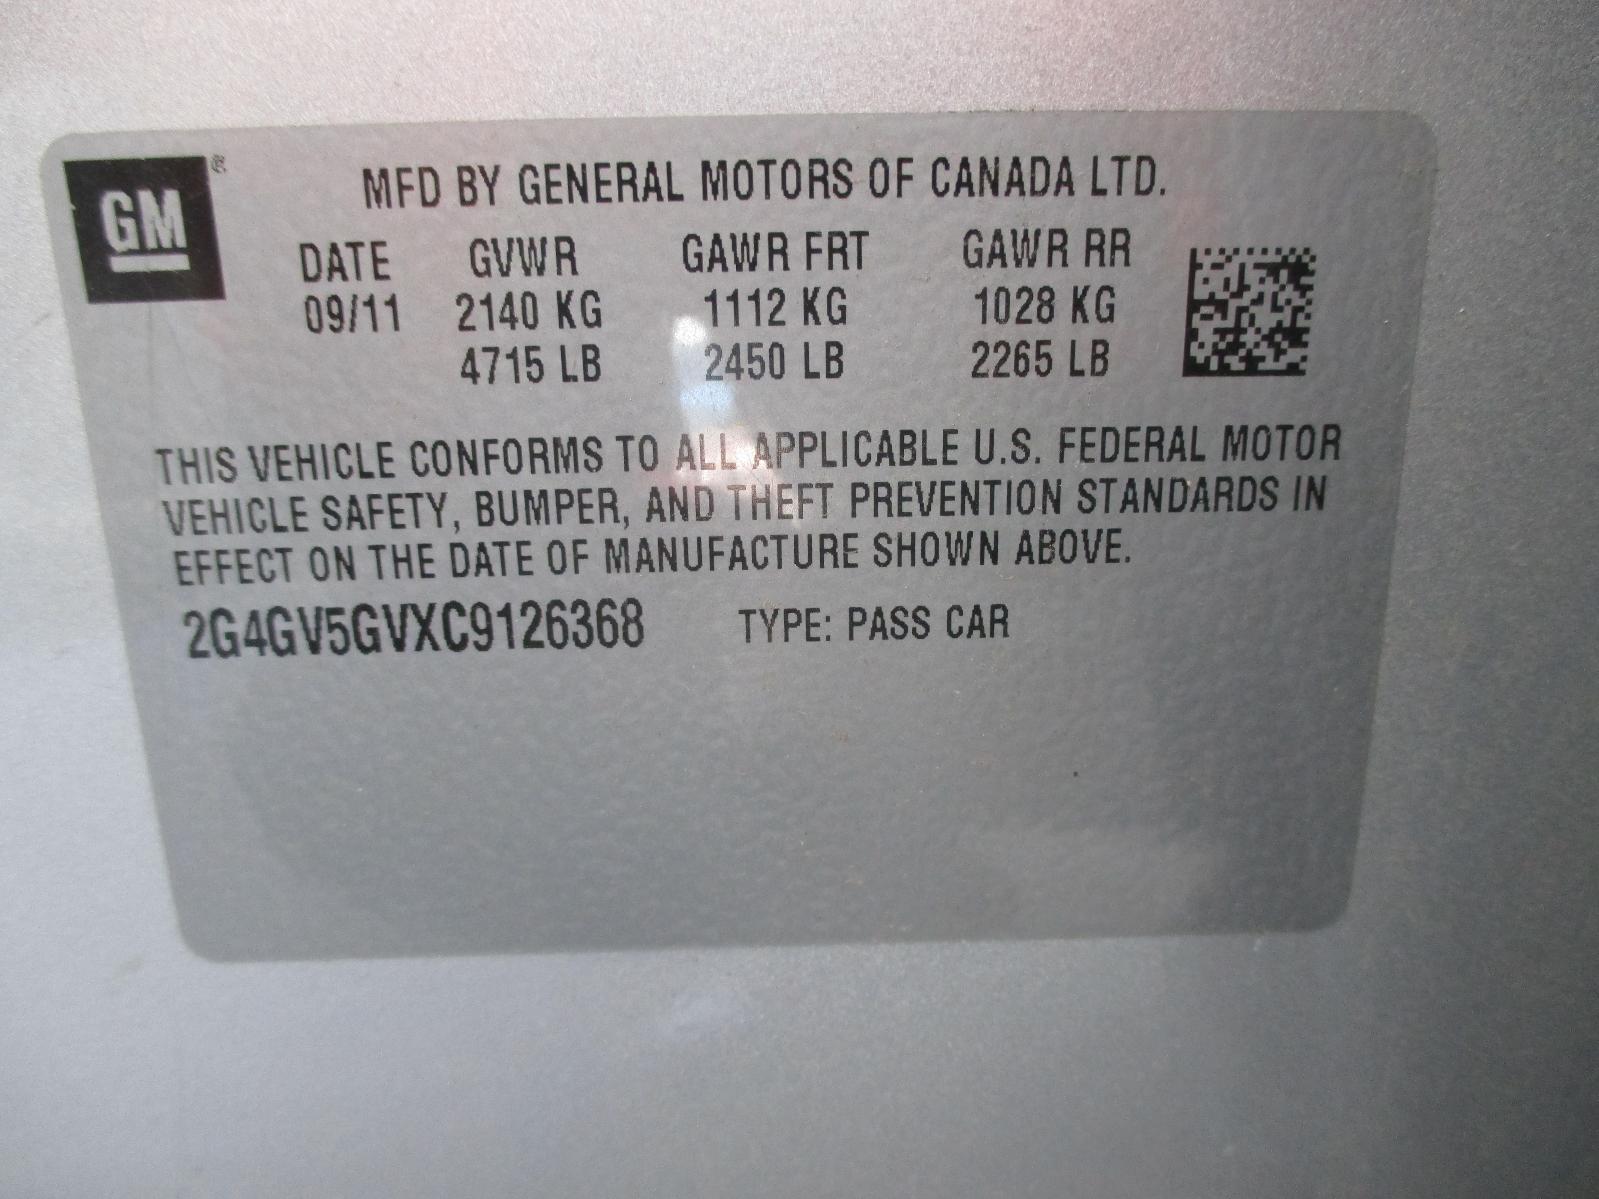 GM®
MFD BY GENERAL MOTORS OF CANADA LTD.
DATE GVWR GAWR FRT GAWR RR
09/11 2140 KG 1112 KG 1028 KG
4715 LB 2450 LB 2265 LB
THIS VEHICLE CONFORMS TO ALL APPLICABLE U.S. FEDERAL MOTOR
VEHICLE SAFETY, BUMPER, AND THEFT PREVENTION STANDARDS IN
EFFECT ON THE DATE OF MANUFACTURE SHOWN ABOVE.
2G4GV5GVXC9126368 TYPE: PASS CAR